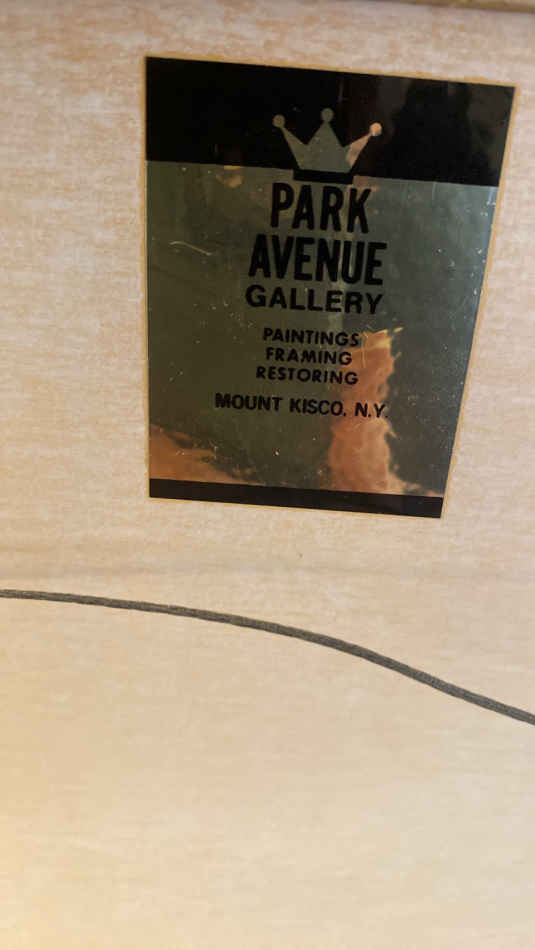 PARK
AVENUE
GALLERY
PAINTINGS
FRAMING
RESTORING
MOUNT KISCO, N.Y.